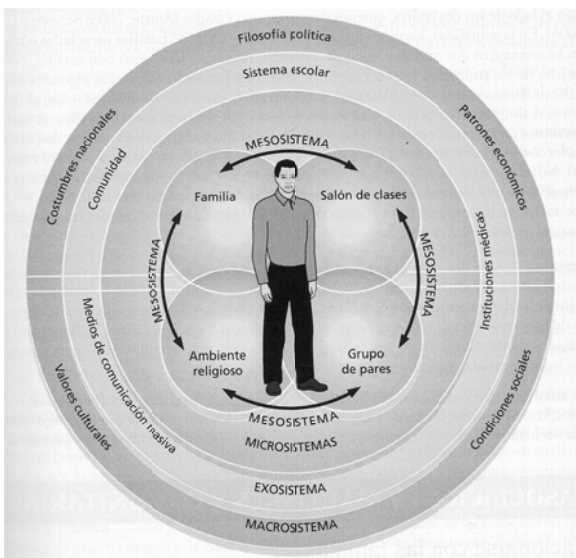 Filosofía política
Sistema escolar
Costumbres nacionales
Comunidad
Patrones económicos
MESOSISTEMA
Familia
Salón de clases
MESOSISTEMA
MESOSISTEMA
Instituciones médicas
Ambiente
religioso
Grupo
de pares
Medios de comunicación masiva
Valores culturales
Condiciones sociales
MESOSISTEMA
MICROSISTEMAS
EXOSISTEMA
MACROSISTEMA